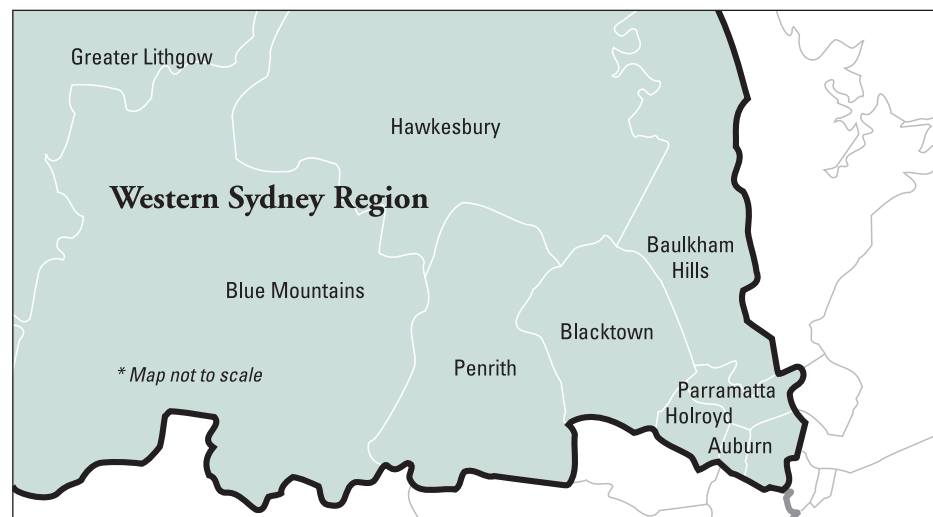 Greater Lithgow
Hawkesbury
Western Sydney Region
Baulkham
Hills
Blue Mountains
Blacktown
Penrith
* Map not to scale
Parramatta
Holroyd
Auburn